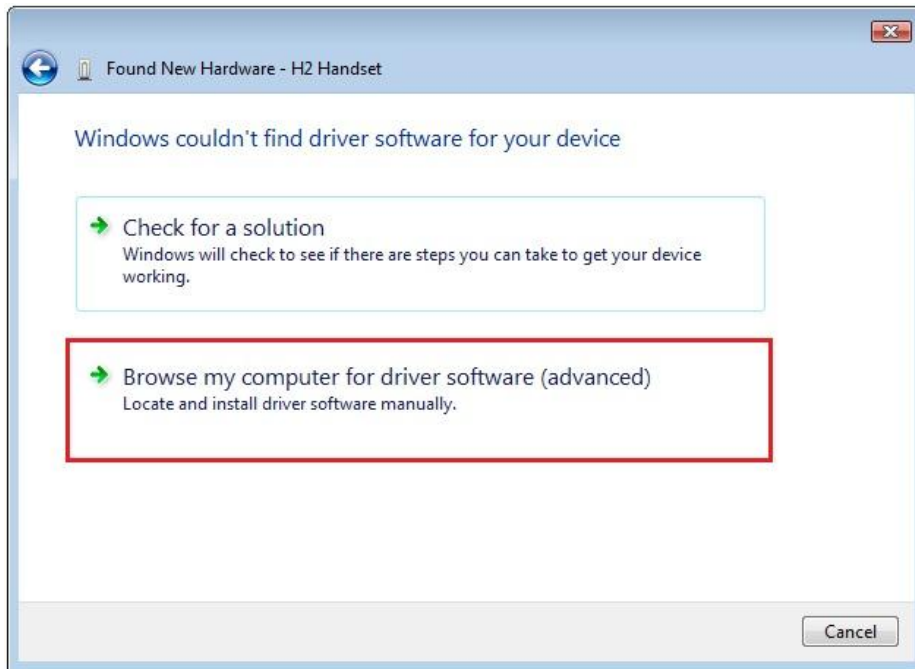 Found New Hardware - H2 Handset
Windows couldn't find driver software for your device
Check for a solution
Windows will check to see if there are steps you can take to get your device
working.
Browse my computer for driver software (advanced)
Locate and install driver software manually.
Cancel